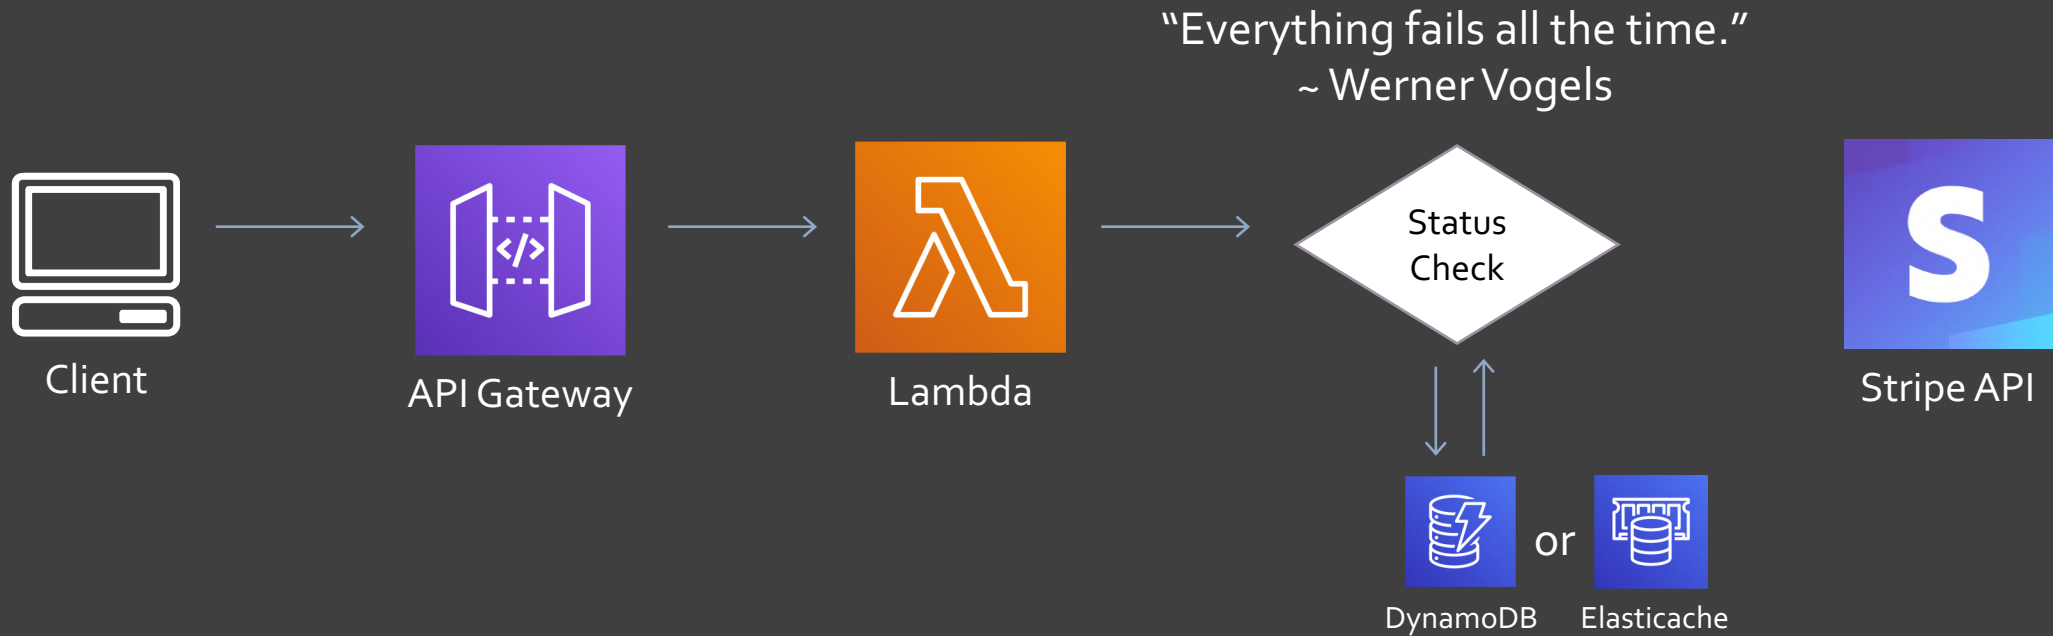 “Everything fails all the time.”
~ Werner Vogels
</>
Status
Check
S
Client
API Gateway
Lambda
Stripe API
or
DynamoDB
Elasticache